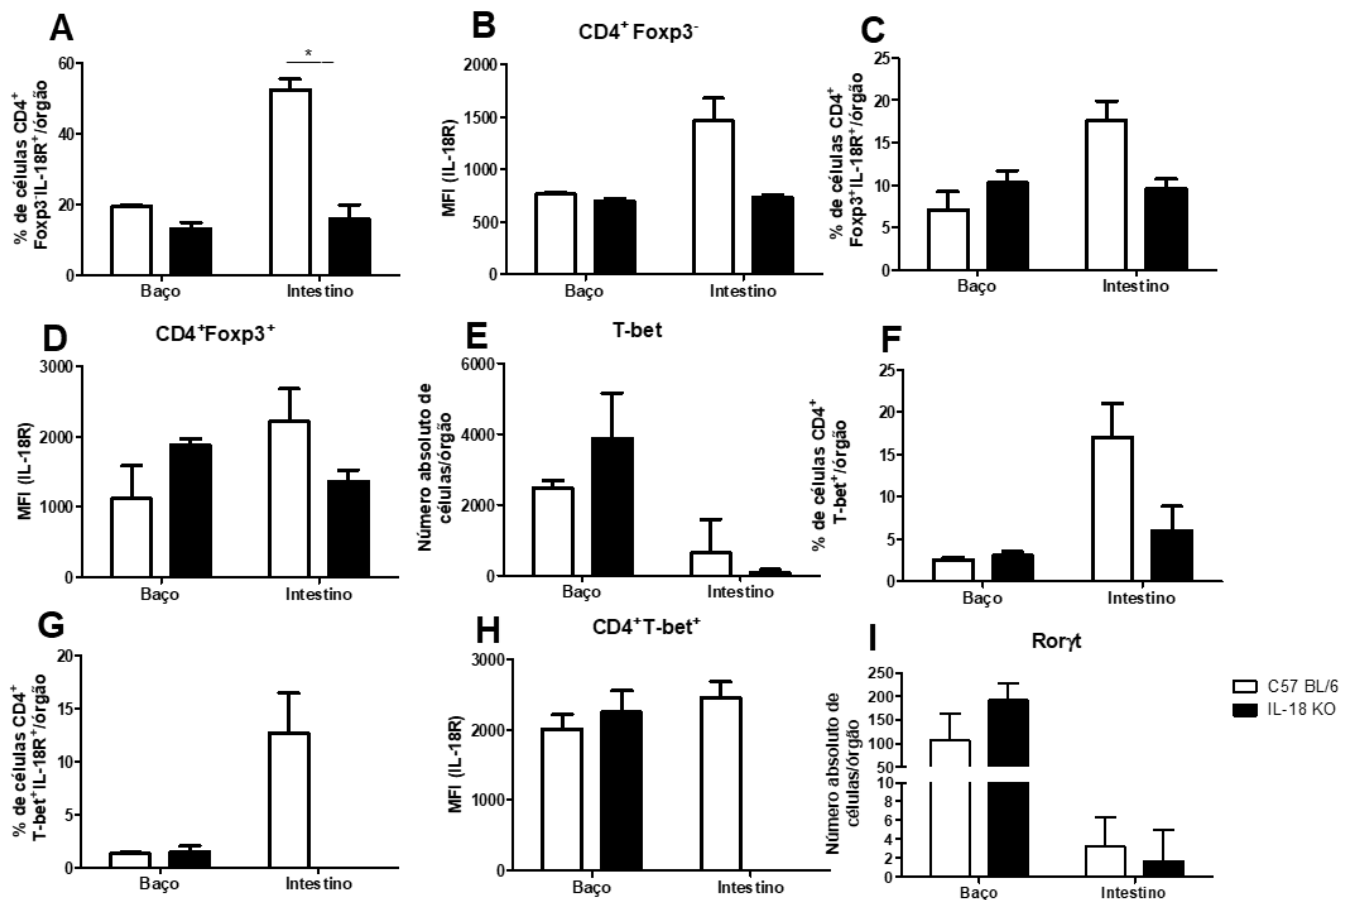 A
% de células CD4⁺
Foxp3⁻IL-18R⁺/órgão
60
40
20
0
*
Baço
Intestino
B
CD4⁺ Foxp3⁻
MFI (IL-18R)
2000
1500
1000
500
0
Baço
Intestino
C
% de células CD4⁺
Foxp3⁺IL-18R⁺/órgão
25
20
15
10
5
0
Baço
Intestino
D
CD4⁺Foxp3⁺
MFI (IL-18R)
3000
2000
1000
0
Baço
Intestino
E
T-bet
Número absoluto de
células/órgão
6000
4000
2000
0
Baço
Intestino
F
% de células CD4⁺
T-bet⁺/órgão
25
20
15
10
5
0
Baço
Intestino
G
% de células CD4⁺
T-bet⁺IL-18R⁺/órgão
20
15
10
5
0
Baço
Intestino
H
CD4⁺T-bet⁺
MFI (IL-18R)
3000
2000
1000
0
Baço
Intestino
I
Rorγt
Número absoluto de
células/órgão
250
200
150
100
50
10
8
6
4
2
0
Baço
Intestino
C57 BL/6
IL-18 KO